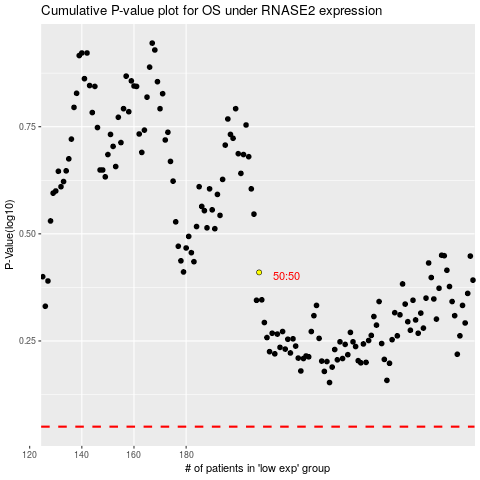 Cumulative P-value plot for OS under RNASE2 expression
P-Value(log10)
0.75
0.50
0.25
50:50
120 140 160 180
# of patients in 'low exp' group